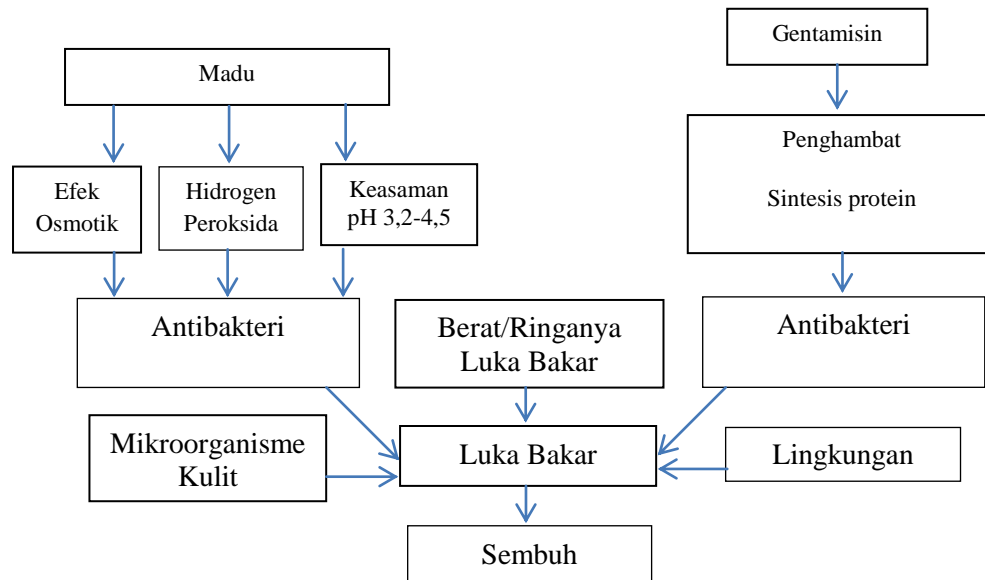 Gentamisin
Madu
Penghambat
Sintesis protein
Efek
Osmotik
Hidrogen
Peroksida
Keasaman
pH 3,2-4,5
Antibakteri
Berat/Ringanya
Luka Bakar
Antibakteri
Mikroorganisme
Kulit
Luka Bakar
Lingkungan
Sembuh